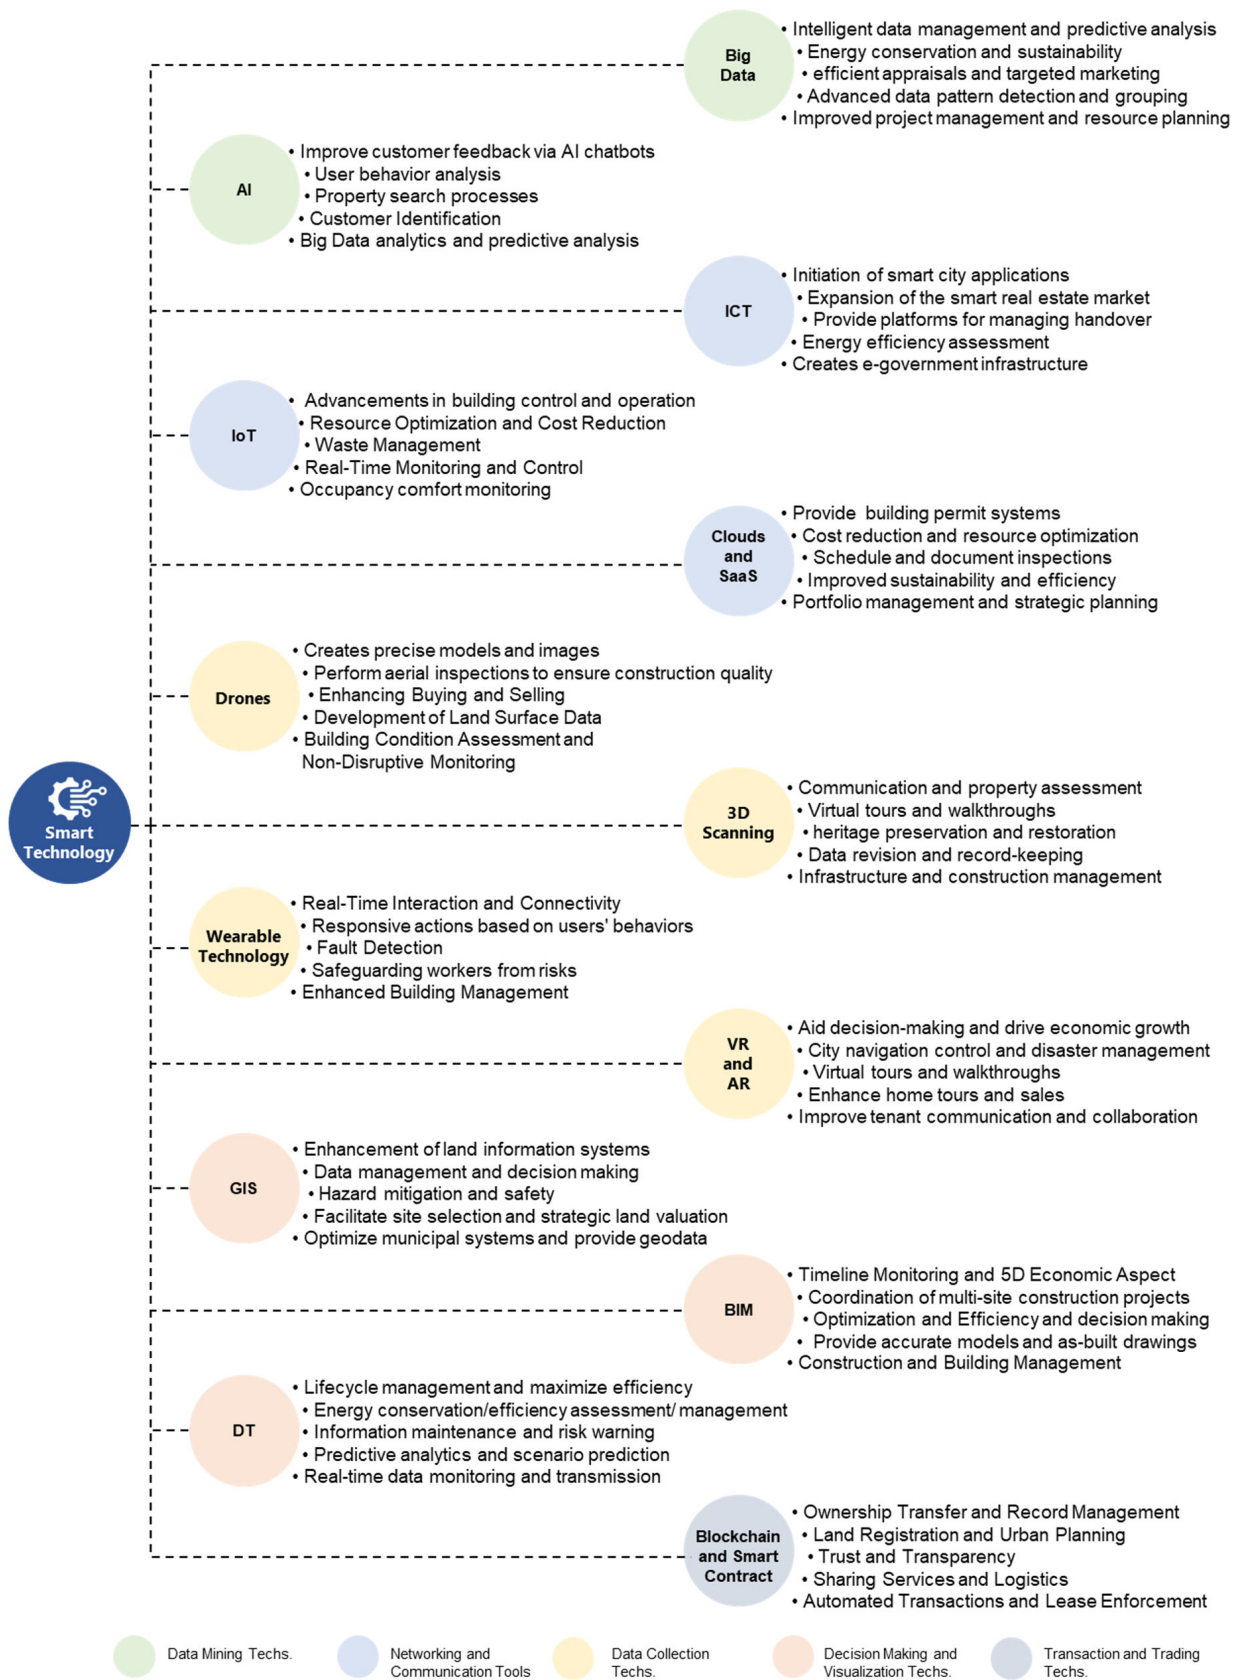 Big
Data
• Intelligent data management and predictive analysis
• Energy conservation and sustainability
• efficient appraisals and targeted marketing
• Advanced data pattern detection and grouping
• Improved project management and resource planning
AI
• Improve customer feedback via AI chatbots
• User behavior analysis
• Property search processes
• Customer Identification
• Big Data analytics and predictive analysis
ICT
• Initiation of smart city applications
• Expansion of the smart real estate market
• Provide platforms for managing handover
• Energy efficiency assessment
• Creates e-government infrastructure
IoT
• Advancements in building control and operation
• Resource Optimization and Cost Reduction
• Waste Management
• Real-Time Monitoring and Control
• Occupancy comfort monitoring
Clouds
and
SaaS
• Provide building permit systems
• Cost reduction and resource optimization
• Schedule and document inspections
• Improved sustainability and efficiency
• Portfolio management and strategic planning
Drones
• Creates precise models and images
• Perform aerial inspections to ensure construction quality
• Enhancing Buying and Selling
• Development of Land Surface Data
• Building Condition Assessment and
Non-Disruptive Monitoring
Smart
Technology
3D
Scanning
• Communication and property assessment
• Virtual tours and walkthroughs
• heritage preservation and restoration
• Data revision and record-keeping
• Infrastructure and construction management
Wearable
Technology
• Real-Time Interaction and Connectivity
• Responsive actions based on users' behaviors
• Fault Detection
• Safeguarding workers from risks
• Enhanced Building Management
VR
and
AR
• Aid decision-making and drive economic growth
• City navigation control and disaster management
• Virtual tours and walkthroughs
• Enhance home tours and sales
• Improve tenant communication and collaboration
GIS
• Enhancement of land information systems
• Data management and decision making
• Hazard mitigation and safety
• Facilitate site selection and strategic land valuation
• Optimize municipal systems and provide geodata
BIM
• Timeline Monitoring and 5D Economic Aspect
• Coordination of multi-site construction projects
• Optimization and Efficiency and decision making
• Provide accurate models and as-built drawings
• Construction and Building Management
DT
• Lifecycle management and maximize efficiency
• Energy conservation/efficiency assessment/ management
• Information maintenance and risk warning
• Predictive analytics and scenario prediction
• Real-time data monitoring and transmission
Blockchain
and Smart
Contract
• Ownership Transfer and Record Management
• Land Registration and Urban Planning
• Trust and Transparency
• Sharing Services and Logistics
• Automated Transactions and Lease Enforcement
Data Mining Techs.
Networking and
Communication Tools
Data Collection
Techs.
Decision Making and
Visualization Techs.
Transaction and Trading
Techs.